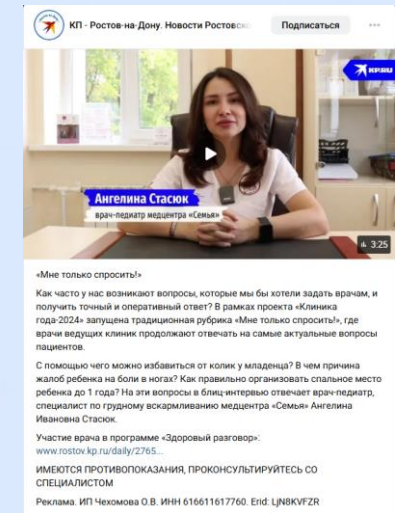 КП - Ростов-на-Дону. Новости Ростовс
Подписаться
KP.RU
Ангелина Стасюк
врач-педиатр медцентра «Семья»
3:25
«Мне только спросить!»
Как часто у нас возникают вопросы, которые мы бы хотели задать врачам, и
получить точный и оперативный ответ? В рамках проекта «Клиника
года-2024» запущена традиционная рубрика «Мне только спросить!», где
врачи ведущих клиник продолжают отвечать на самые актуальные вопросы
пациентов.
С помощью чего можно избавиться от колик у младенца? В чем причина
жалоб ребенка на боли в ногах? Как правильно организовать спальное место
ребенка до 1 года? На эти вопросы в блиц-интервью отвечает врач-педиатр,
специалист по грудному вскармливанию медцентра «Семья» Ангелина
Ивановна Стасюк.
Участие врача в программе «Здоровый разговор»:
www.rostov.kp.ru/daily/2765...
ИМЕЮТСЯ ПРОТИВОПОКАЗАНИЯ, ПРОКОНСУЛЬТИРУЙТЕСЬ СО
СПЕЦИАЛИСТОМ
Реклама. ИП Чехомова О.В. ИНН 616611617760. Erid: LjN8KVFZR